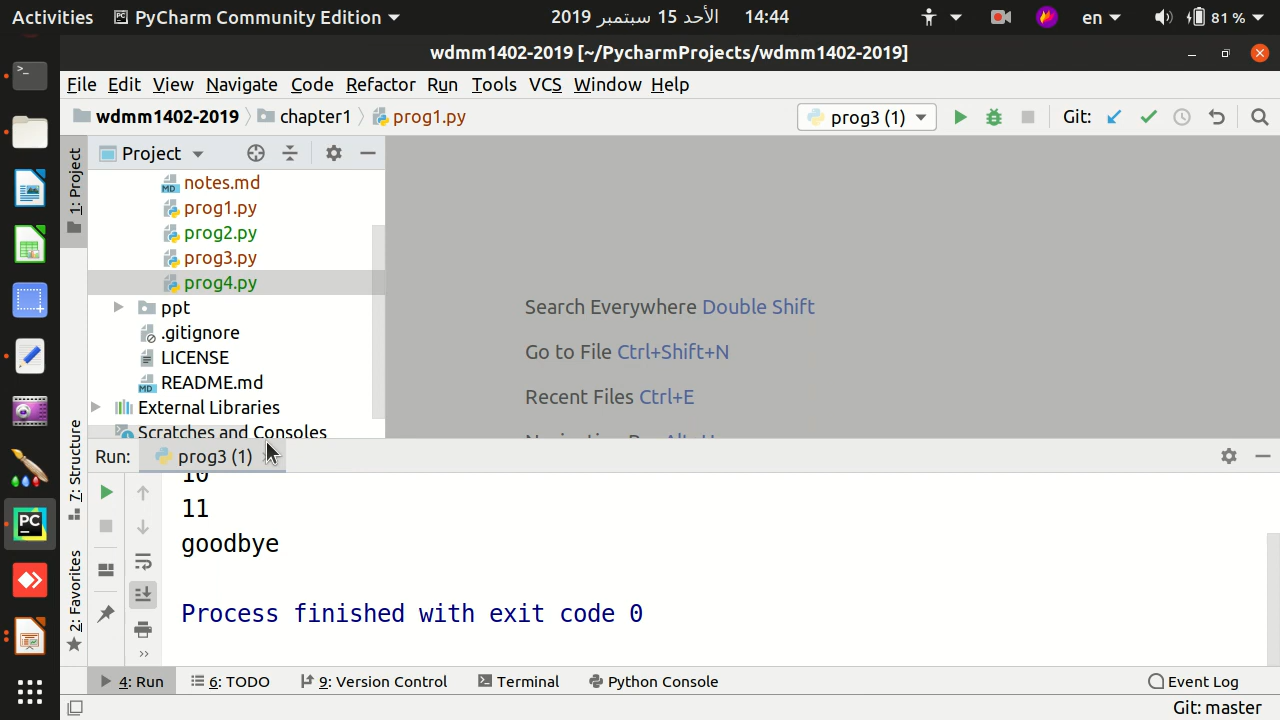 Activities PyCharm Community Edition 2019 الأحد 15 سبتمبر 14:44 en 81 %
wdmm1402-2019 [~/PycharmProjects/wdmm1402-2019]
File Edit View Navigate Code Refactor Run Tools VCS Window Help
wdmm1402-2019 chapter1 prog1.py prog3 (1) Git:
1: Project
Project
notes.md
prog1.py
prog2.py
prog3.py
prog4.py
ppt
.gitignore
LICENSE
README.md
External Libraries
Scratches and Consoles
Search Everywhere Double Shift
Go to File Ctrl+Shift+N
Recent Files Ctrl+E
7: Structure
2: Favorites
Run: prog3 (1)
10
11
goodbye
Process finished with exit code 0
4: Run 6: TODO 9: Version Control Terminal Python Console Event Log
Git: master